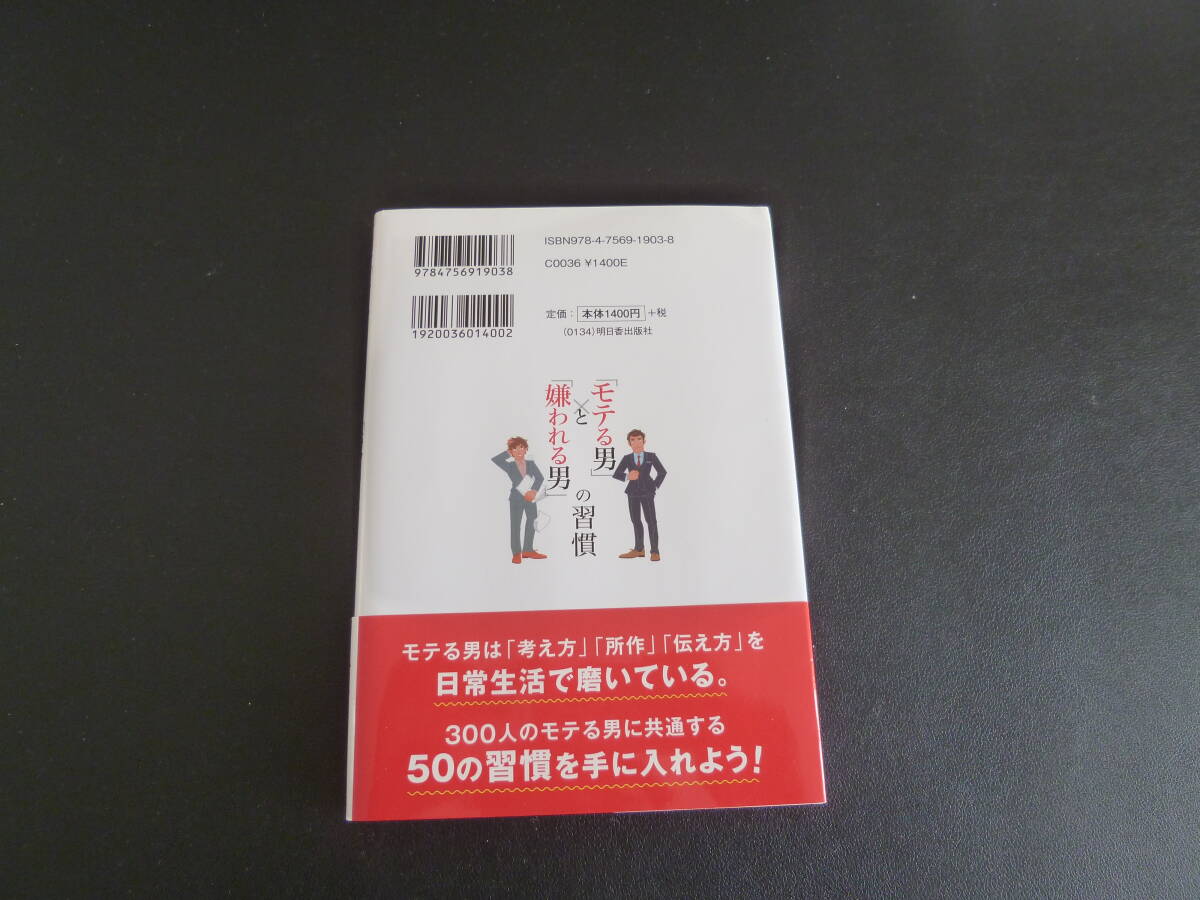 9784756919038
ISBN978-4-7569-1903-8
C0036 ¥1400E
1920036014002
定価：本体1400円+税
(0134)明日香出版社
「モテる男」
と
「嫌われる男」
の習慣
モテる男は「考え方」「所作」「伝え方」を
日常生活で磨いている。
300人のモテる男に共通する
50の習慣を手に入れよう!